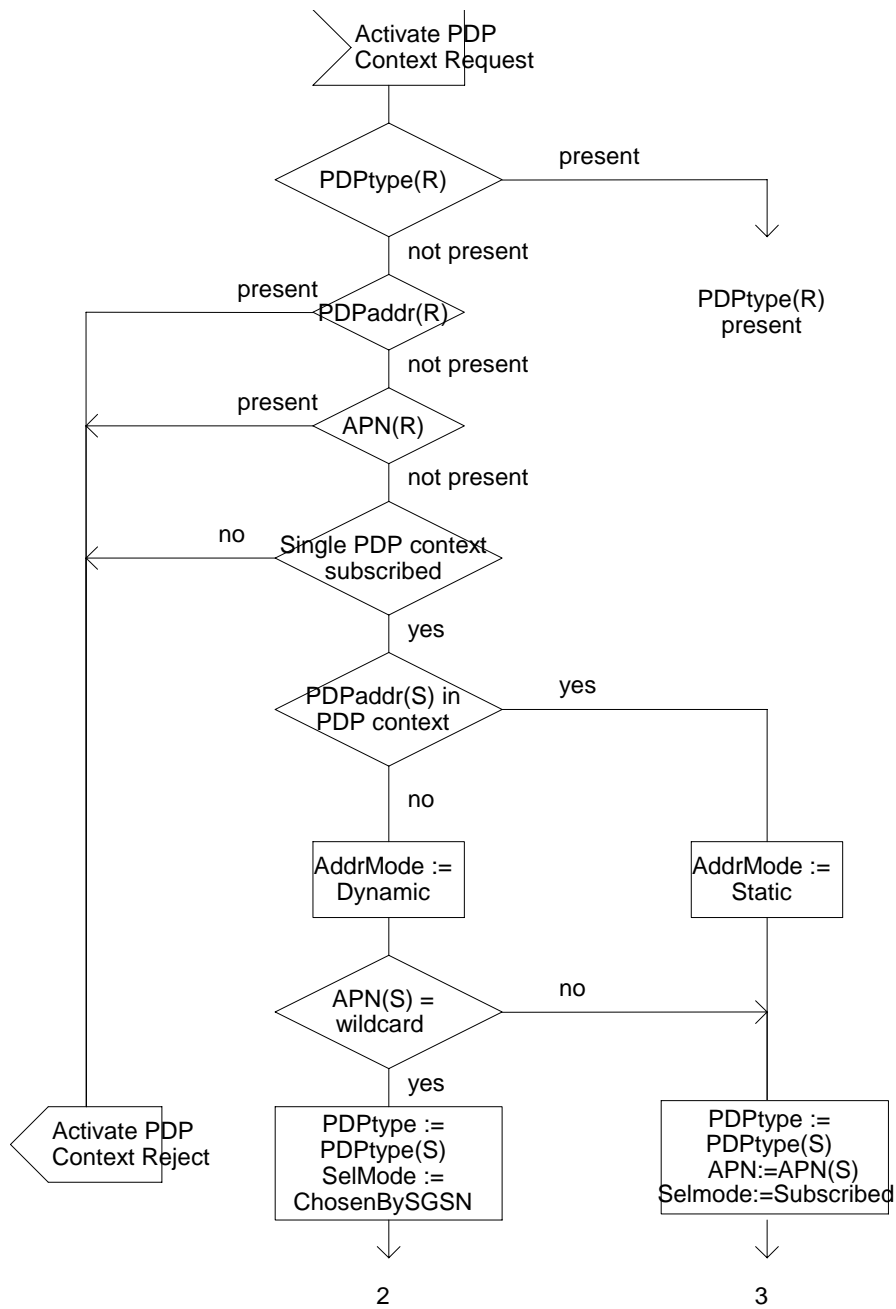 Activate PDP
Context Request
PDPtype(R)
present
not present
present
PDPaddr(R)
PDPtype(R)
present
not present
present
APN(R)
not present
no
Single PDP context
subscribed
yes
PDPaddr(S) in
PDP context
yes
no
AddrMode :=
Dynamic
AddrMode :=
Static
APN(S) =
wildcard
no
yes
Activate PDP
Context Reject
PDPtype :=
PDPtype(S)
SelMode :=
ChosenBySGSN
PDPtype :=
PDPtype(S)
APN:=APN(S)
Selmode:=Subscribed
2
3